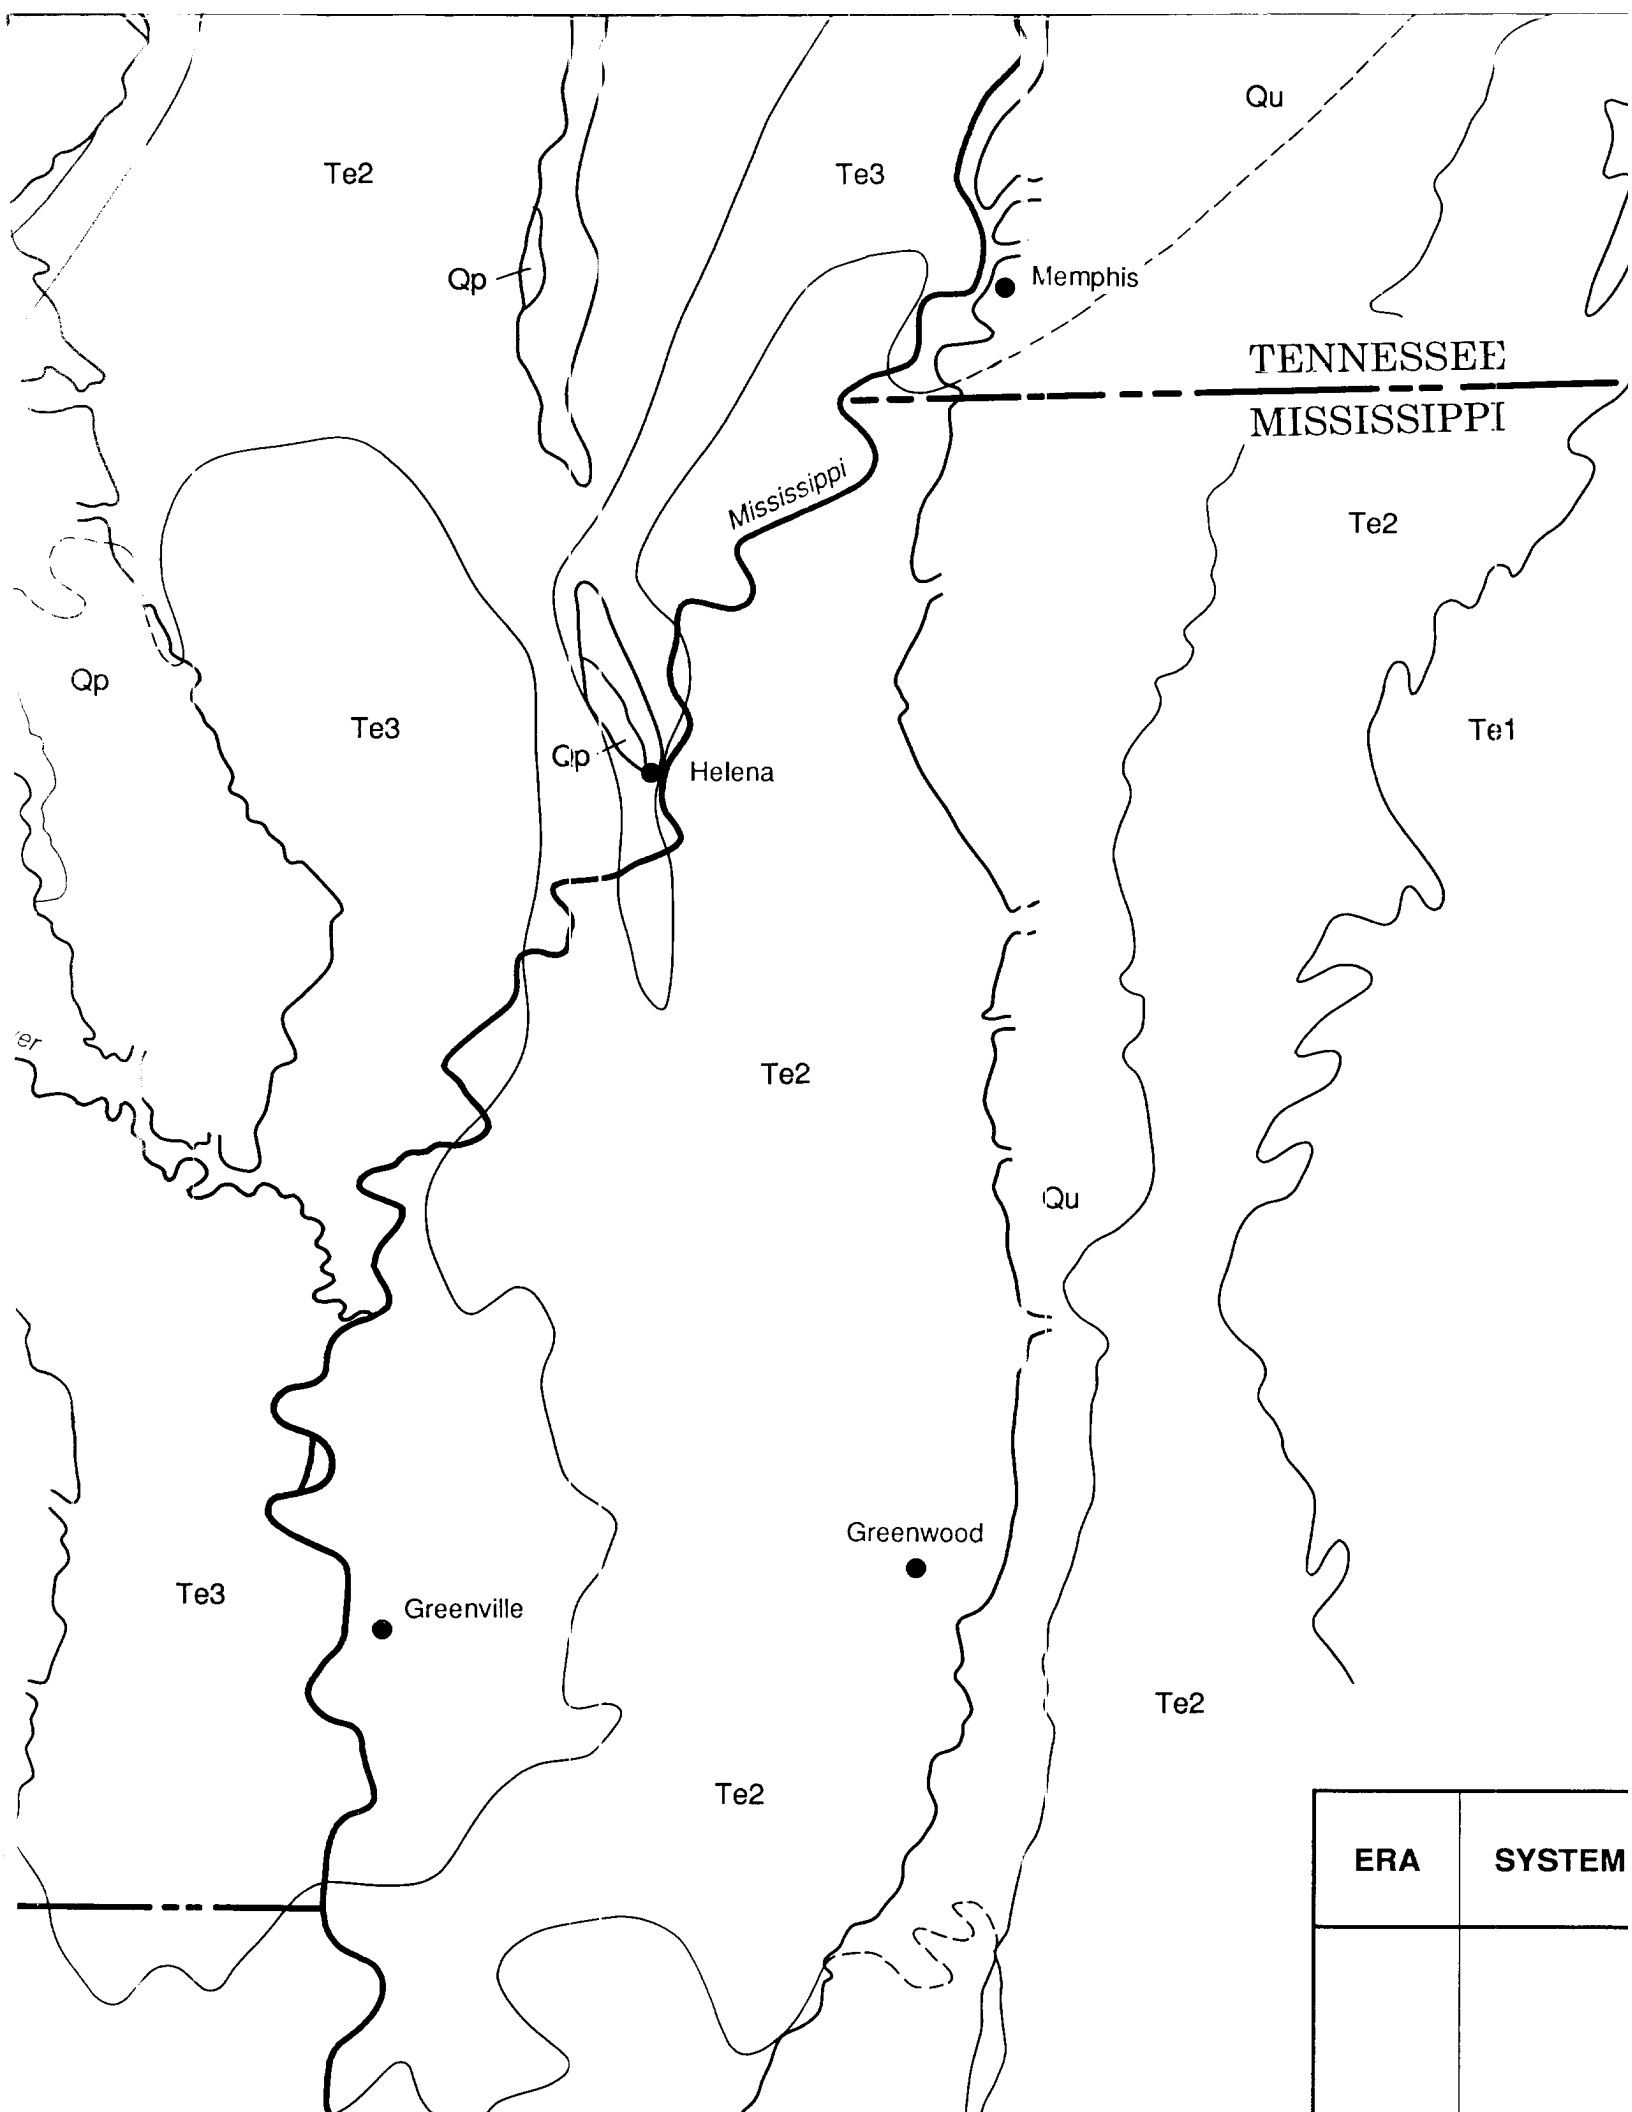 Qu
Te2
Te3
Qp
Memphis
TENNESSEE
MISSISSIPPI
Mississippi
Te2
Qp
Te3
Te1
Qp
Helena
er
Te2
Qu
Greenwood
Te3
Greenville
Te2
Te2
ERA
SYSTEM